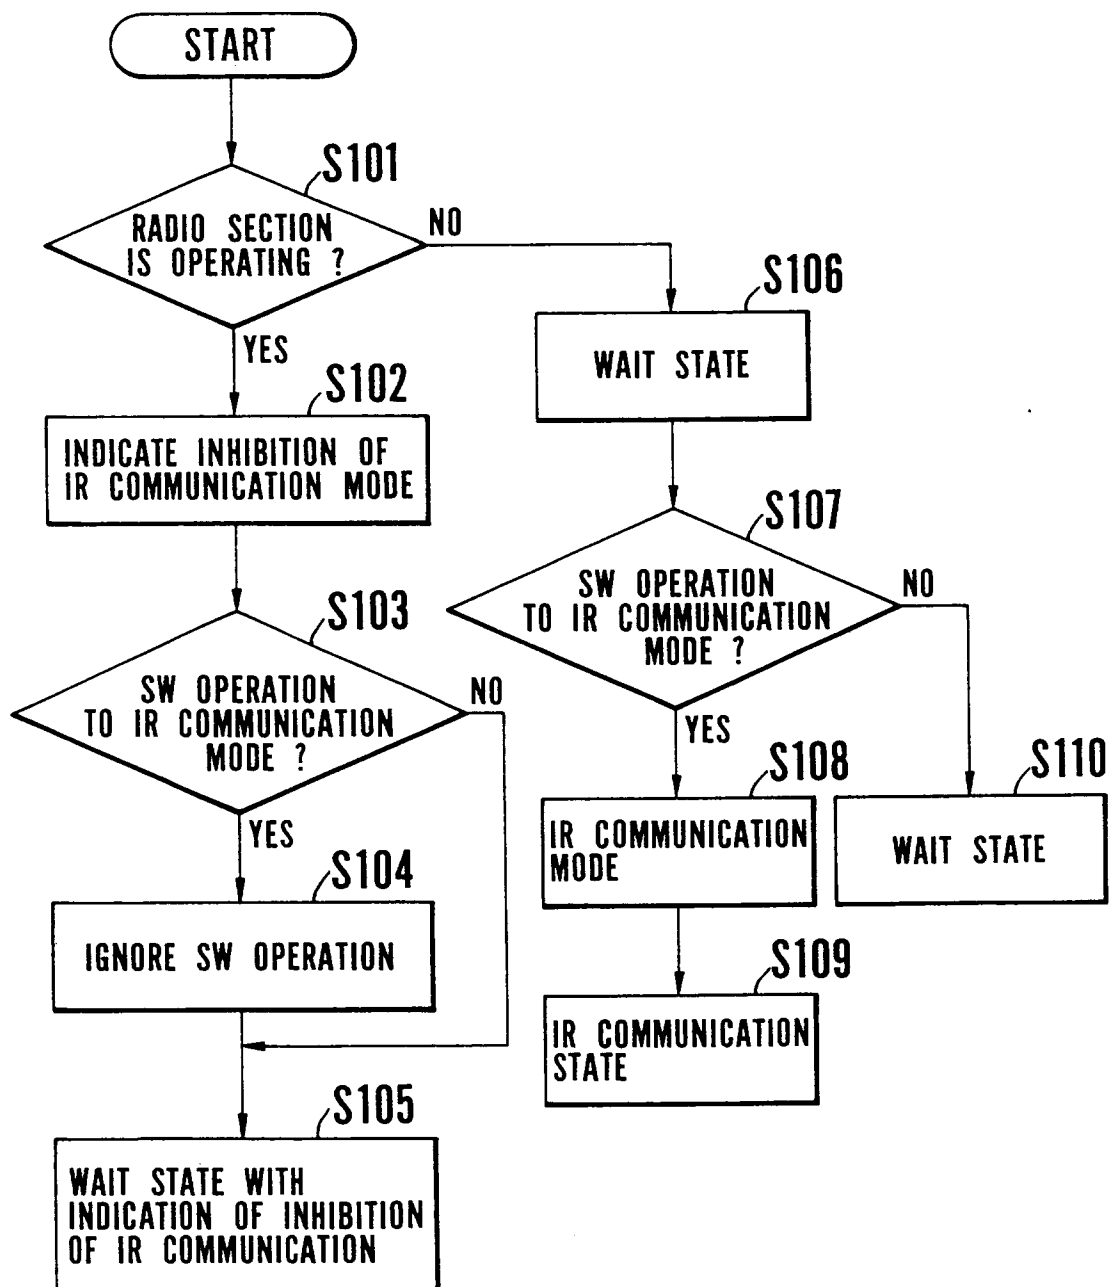 START
S101
RADIO SECTION
IS OPERATING ?
NO
YES
S102
INDICATE INHIBITION OF
IR COMMUNICATION MODE
S103
SW OPERATION
TO IR COMMUNICATION
MODE ?
NO
YES
S104
IGNORE SW OPERATION
S105
WAIT STATE WITH
INDICATION OF INHIBITION
OF IR COMMUNICATION
S106
WAIT STATE
S107
SW OPERATION
TO IR COMMUNICATION
MODE ?
NO
YES
S108
IR COMMUNICATION
MODE
S109
IR COMMUNICATION
STATE
S110
WAIT STATE